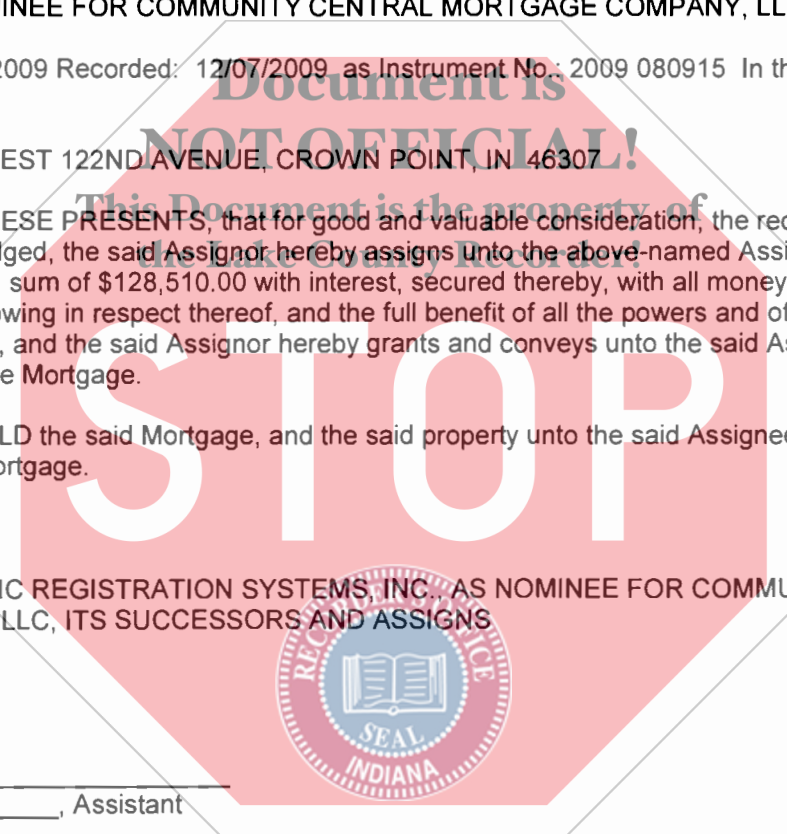 INEE FOR COMMUNITY CENTRAL MORTGAGE COMPANY, LL
2009 Recorded: 12/07/2009 as Instrument No.: 2009 080915 In th
Document is
NOT OFFICIAL!
EST 122ND AVENUE, CROWN POINT, IN 46307
This Document is the property of
the Lake County Recorder!
ESE PRESENTS, that for good and valuable consideration, the rec
lged, the said Assignor hereby assigns unto the above-named Assi
sum of $128,510.00 with interest, secured thereby, with all money
owing in respect thereof, and the full benefit of all the powers and of
, and the said Assignor hereby grants and conveys unto the said As
e Mortgage.
STOP
LD the said Mortgage, and the said property unto the said Assignee
ortgage.
IC REGISTRATION SYSTEMS, INC., AS NOMINEE FOR COMMU
LLC, ITS SUCCESSORS AND ASSIGNS
RECORDER'S OFFICE
SEAL
INDIANA
, Assistant